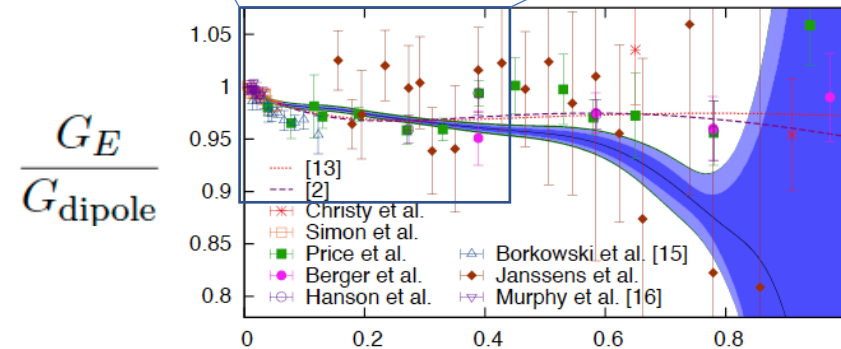 G_E
G_dipole
1.05
1
0.95
0.9
0.85
0.8
[13]
[2]
Christy et al.
Simon et al.
Price et al.
Berger et al.
Hanson et al.
Borkowski et al. [15]
Janssens et al.
Murphy et al. [16]
0 0.2 0.4 0.6 0.8